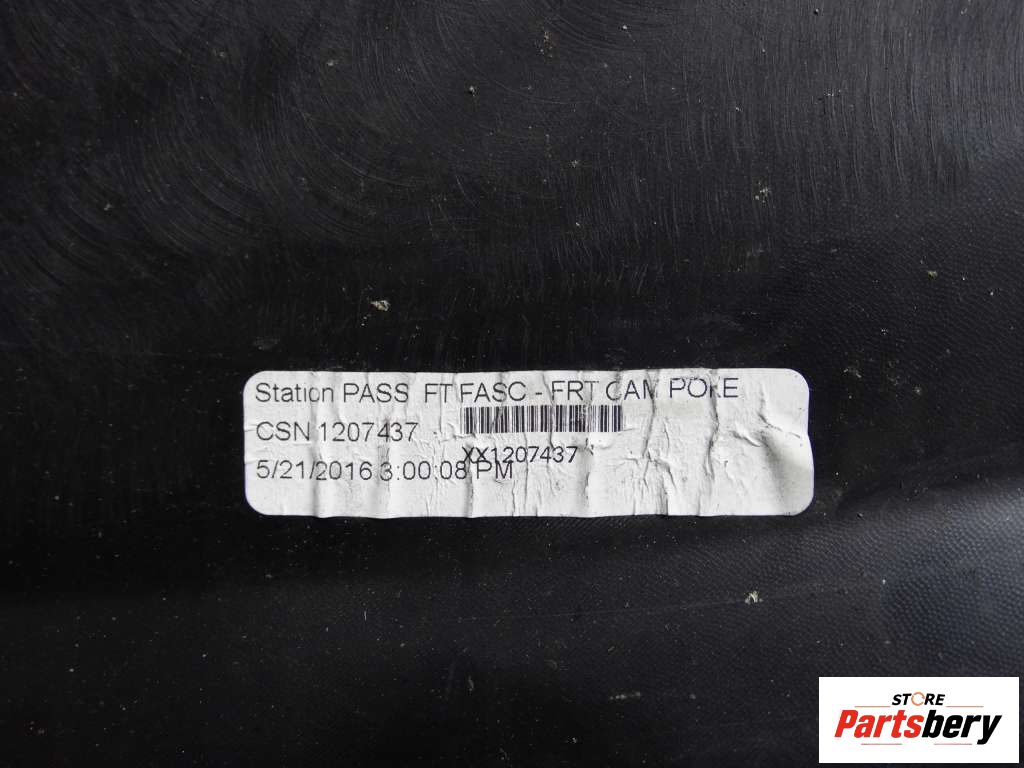 Station PASS FT FASC - FRT CAM POKE
CSN 1207437
XX1207437
5/21/2016 3:00:08 PM
STORE
Partsbery